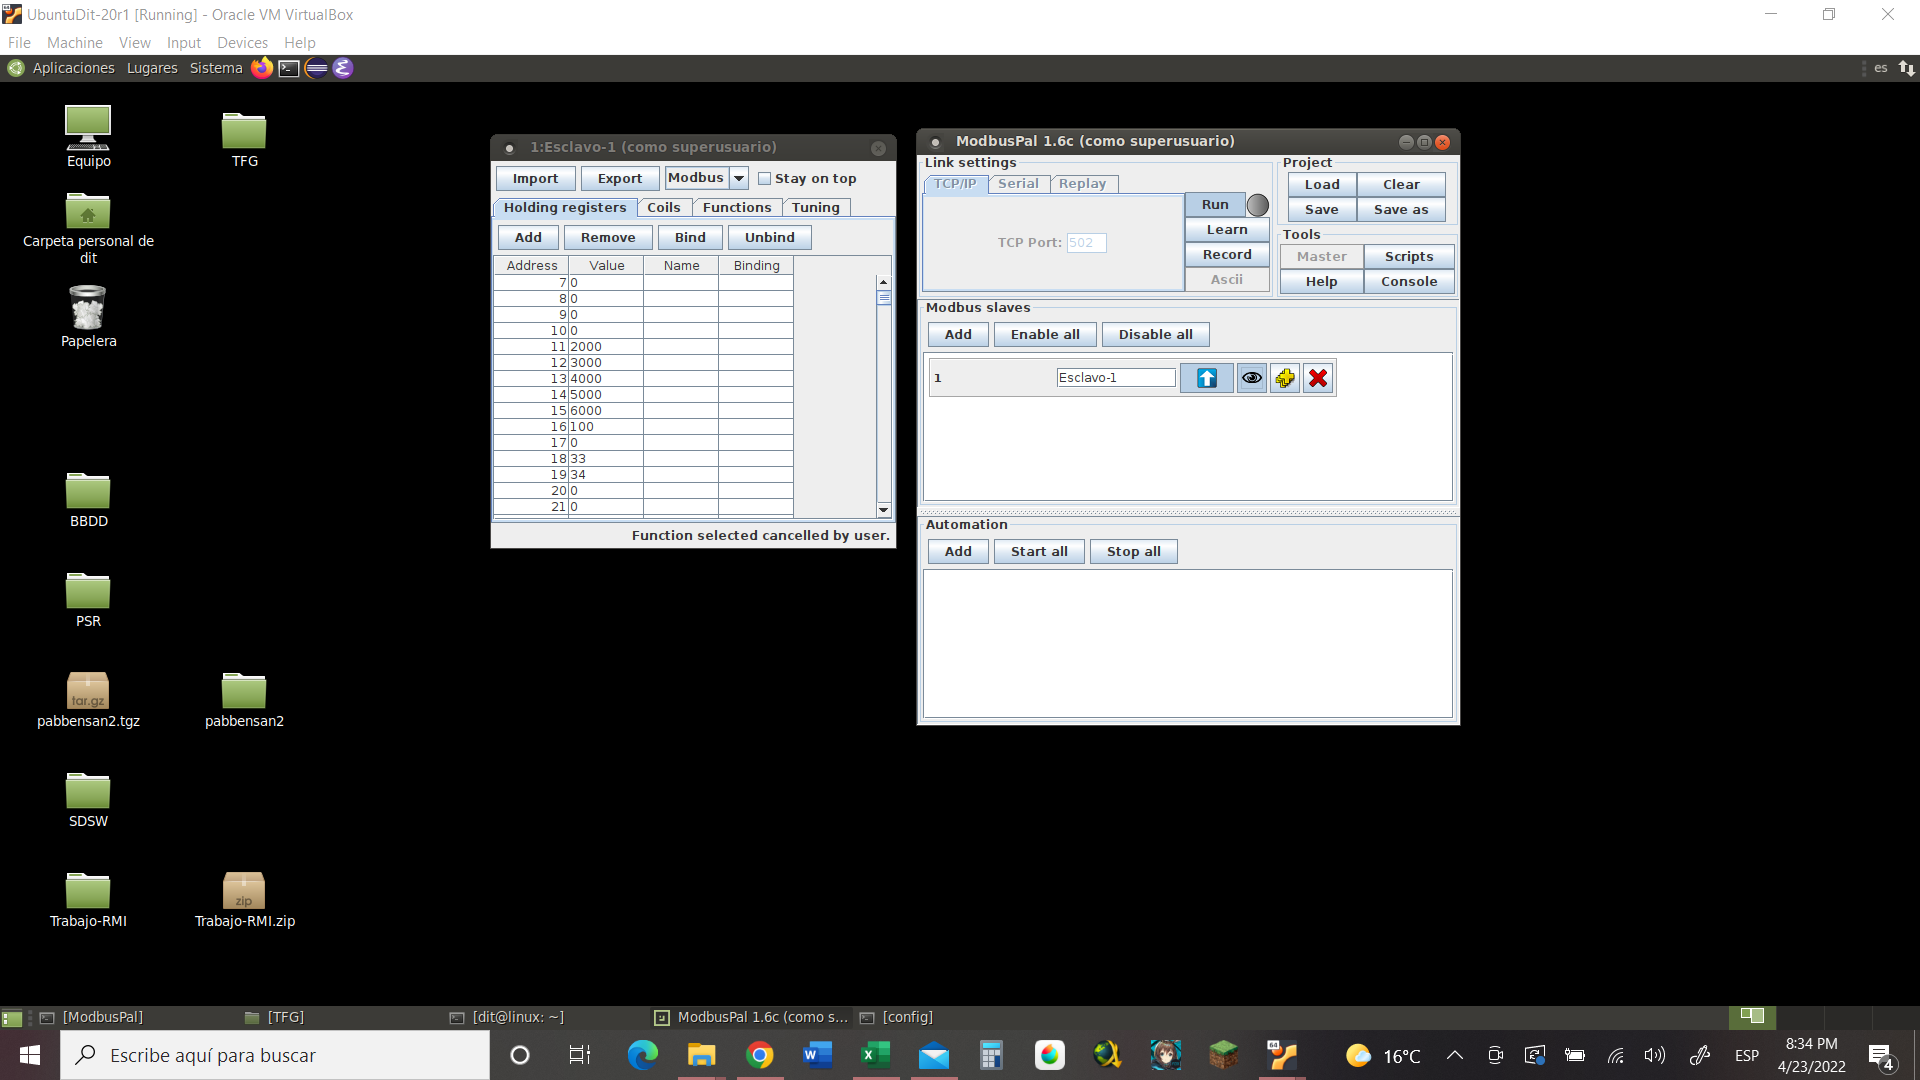 UbuntuDit-20r1 [Running] - Oracle VM VirtualBox
File Machine View Input Devices Help
Aplicaciones Lugares Sistema
es
Equipo
TFG
Carpeta personal de
dit
Papelera
BBDD
PSR
tar.gz
pabbensan2.tgz
pabbensan2
SDSW
Trabajo-RMI
zip
Trabajo-RMI.zip
1:Esclavo-1 (como superusuario)
Import Export Modbus Stay on top
Holding registers Coils Functions Tuning
Add Remove Bind Unbind
Address Value Name Binding
7 0
8 0
9 0
10 0
11 2000
12 3000
13 4000
14 5000
15 6000
16 100
17 0
18 33
19 34
20 0
21 0
Function selected cancelled by user.
ModbusPal 1.6c (como superusuario)
Link settings
TCP/IP Serial Replay
TCP Port: 502
Run
Learn
Record
Ascii
Project
Load Clear
Save Save as
Tools
Master Scripts
Help Console
Modbus slaves
Add Enable all Disable all
1 Esclavo-1
Automation
Add Start all Stop all
[ModbusPal] [TFG] [dit@linux: ~] ModbusPal 1.6c (como s... [config]
Escribe aquí para buscar
64
16°C
ESP
8:34 PM
4/23/2022
4